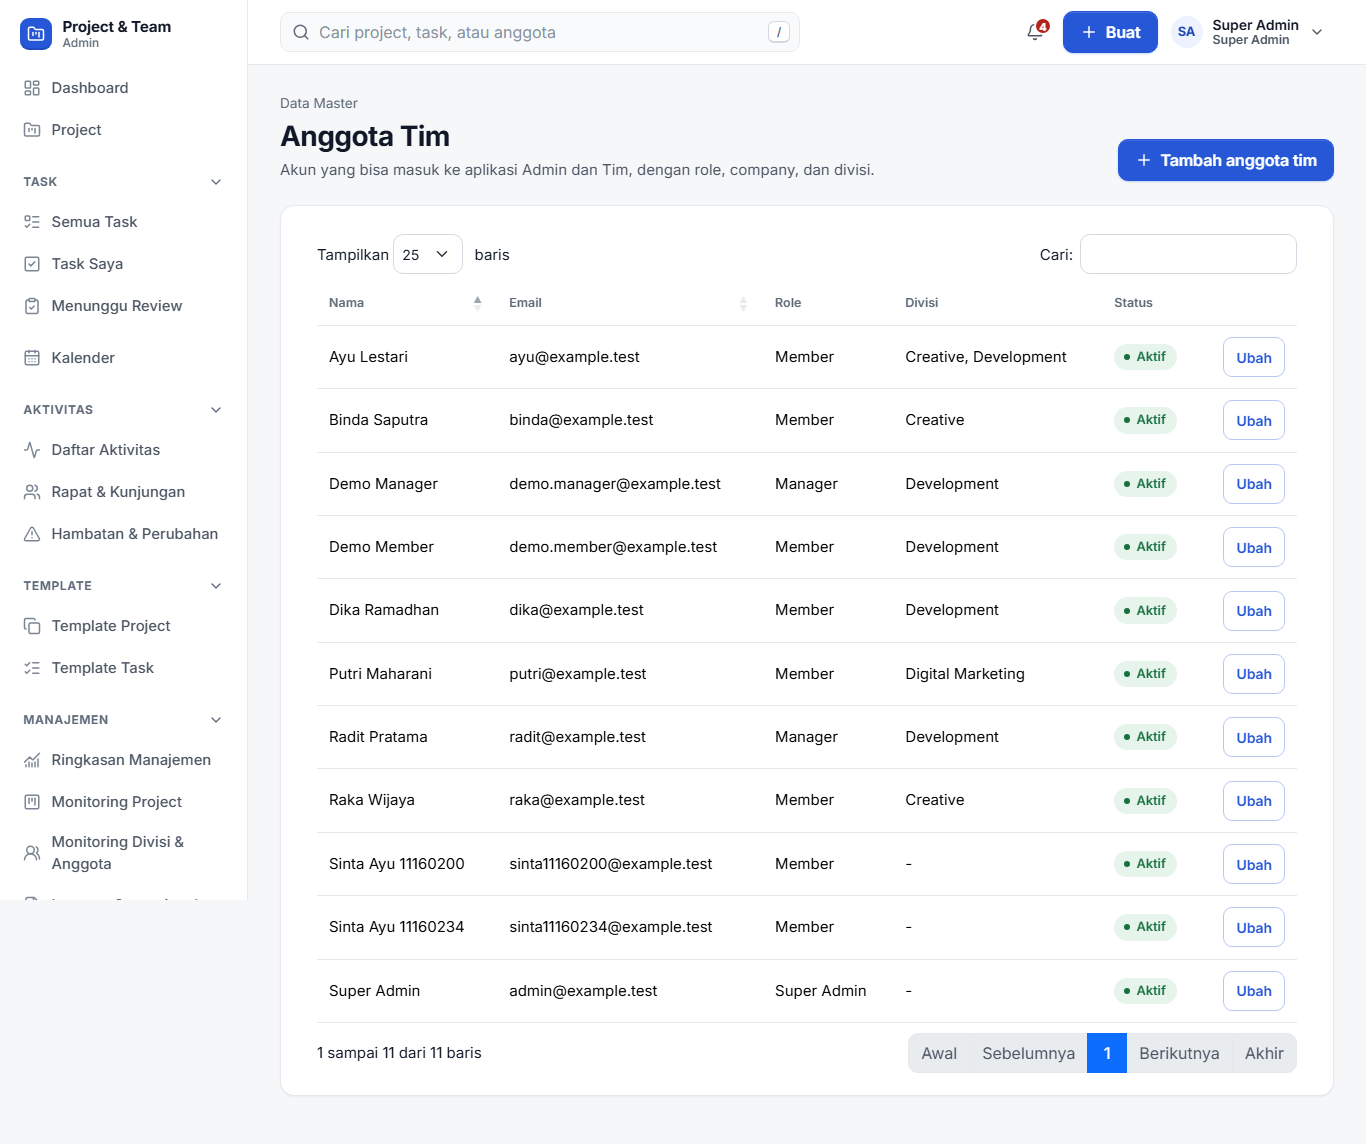 Project & Team
Admin
Dashboard
Project
TASK
Semua Task
Task Saya
Menunggu Review
Kalender
AKTIVITAS
Daftar Aktivitas
Rapat & Kunjungan
Hambatan & Perubahan
TEMPLATE
Template Project
Template Task
MANAJEMEN
Ringkasan Manajemen
Monitoring Project
Monitoring Divisi &
Anggota
Cari project, task, atau anggota /
4
+ Buat
SA
Super Admin
Super Admin
Data Master
Anggota Tim
Akun yang bisa masuk ke aplikasi Admin dan Tim, dengan role, company, dan divisi.
+ Tambah anggota tim
Tampilkan 25 baris
Cari:
Nama Email Role Divisi Status
Ayu Lestari ayu@example.test Member Creative, Development Aktif Ubah
Binda Saputra binda@example.test Member Creative Aktif Ubah
Demo Manager demo.manager@example.test Manager Development Aktif Ubah
Demo Member demo.member@example.test Member Development Aktif Ubah
Dika Ramadhan dika@example.test Member Development Aktif Ubah
Putri Maharani putri@example.test Member Digital Marketing Aktif Ubah
Radit Pratama radit@example.test Manager Development Aktif Ubah
Raka Wijaya raka@example.test Member Creative Aktif Ubah
Sinta Ayu 11160200 sinta11160200@example.test Member - Aktif Ubah
Sinta Ayu 11160234 sinta11160234@example.test Member - Aktif Ubah
Super Admin admin@example.test Super Admin - Aktif Ubah
1 sampai 11 dari 11 baris
Awal Sebelumnya 1 Berikutnya Akhir